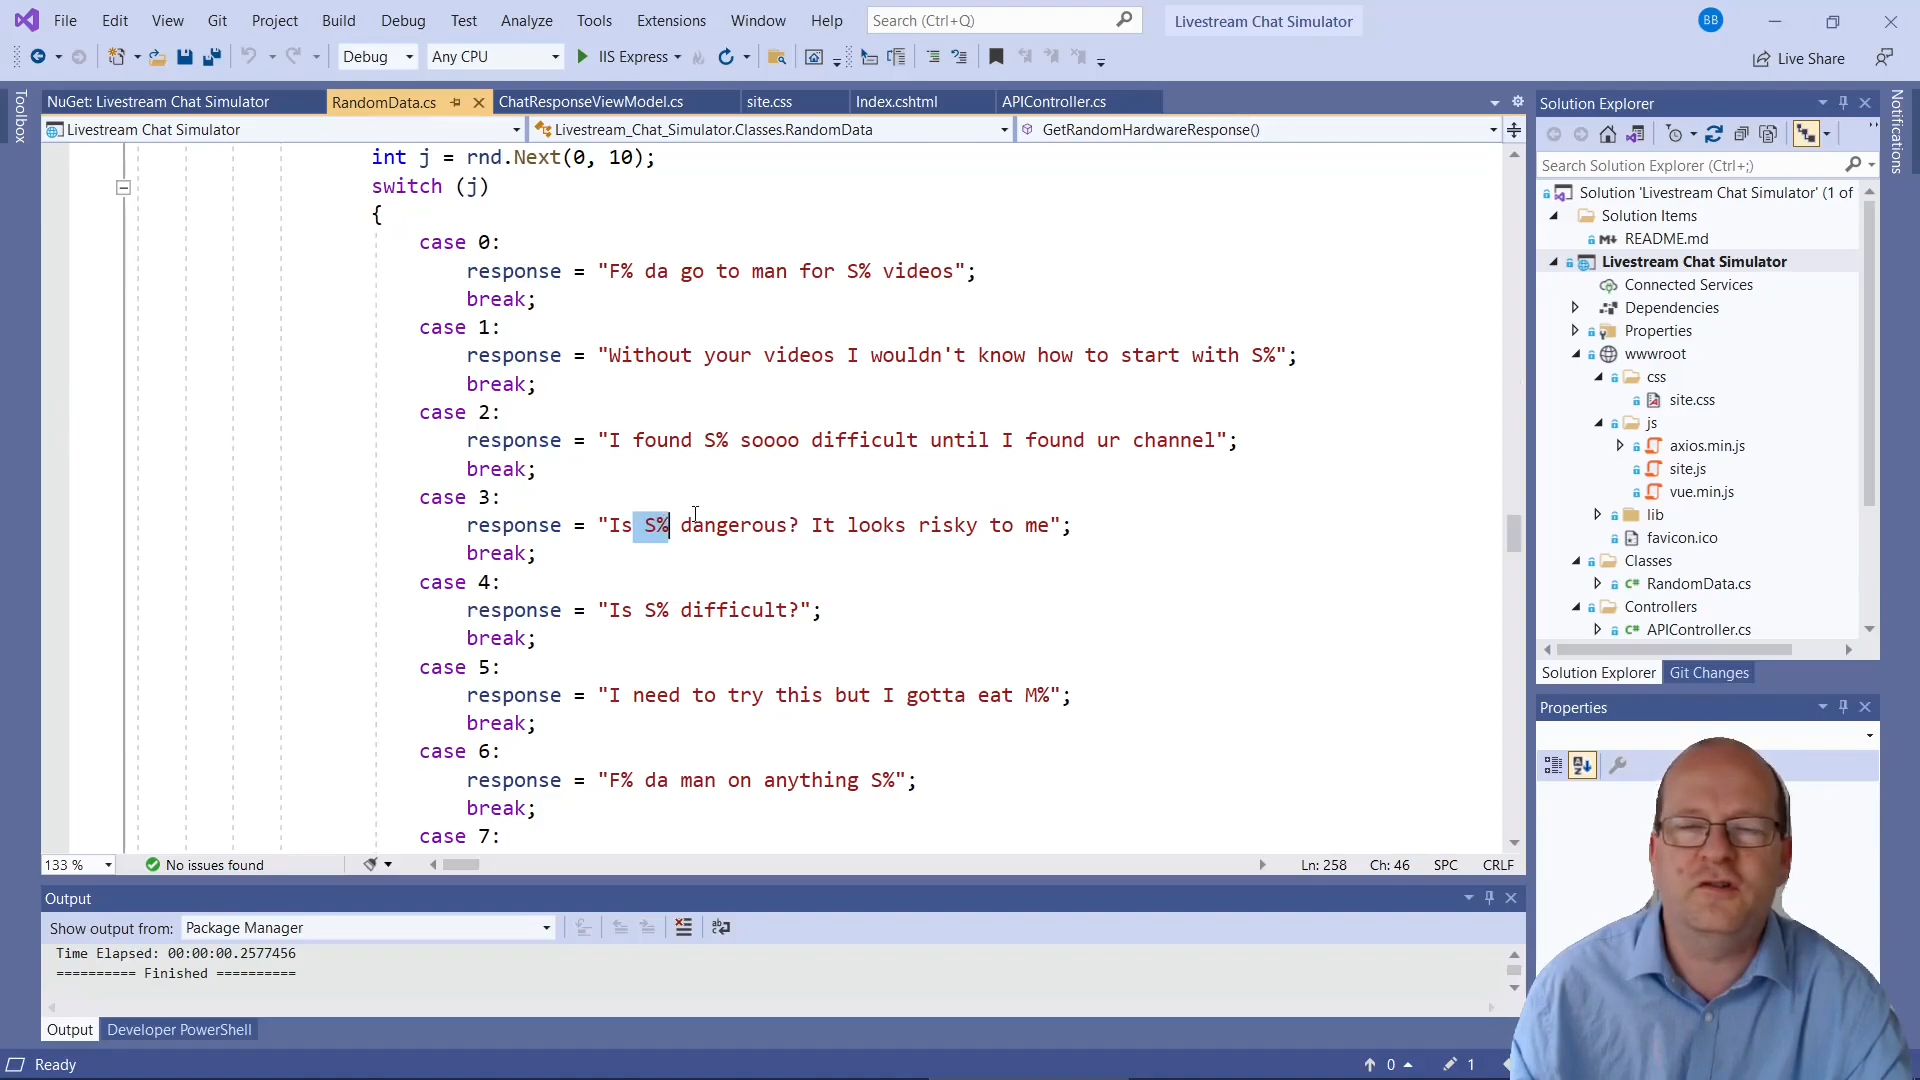 File Edit View Git Project Build Debug Test Analyze Tools Extensions Window Help Search (Ctrl+Q) Livestream Chat Simulator BB
Debug Any CPU IIS Express Live Share
Toolbox
NuGet: Livestream Chat Simulator RandomData.cs ChatResponseViewModel.cs site.css Index.cshtml APIController.cs
Livestream Chat Simulator Livestream_Chat_Simulator.Classes.RandomData GetRandomHardwareResponse()
int j = rnd.Next(0, 10);
switch (j)
{
case 0:
response = "F% da go to man for S% videos";
break;
case 1:
response = "Without your videos I wouldn't know how to start with S%";
break;
case 2:
response = "I found S% soooo difficult until I found ur channel";
break;
case 3:
response = "Is S% dangerous? It looks risky to me";
break;
case 4:
response = "Is S% difficult?";
break;
case 5:
response = "I need to try this but I gotta eat M%";
break;
case 6:
response = "F% da man on anything S%";
break;
case 7:
133 % No issues found Ln: 258 Ch: 46 SPC CRLF
Output
Show output from: Package Manager
Time Elapsed: 00:00:00.2577456
========== Finished ==========
Output Developer PowerShell
Ready 0 1
Solution Explorer
Search Solution Explorer (Ctrl+;)
Solution 'Livestream Chat Simulator' (1 of
Solution Items
README.md
Livestream Chat Simulator
Connected Services
Dependencies
Properties
wwwroot
css
site.css
js
axios.min.js
site.js
vue.min.js
lib
favicon.ico
Classes
C# RandomData.cs
Controllers
C# APIController.cs
Solution Explorer Git Changes
Properties
Notifications